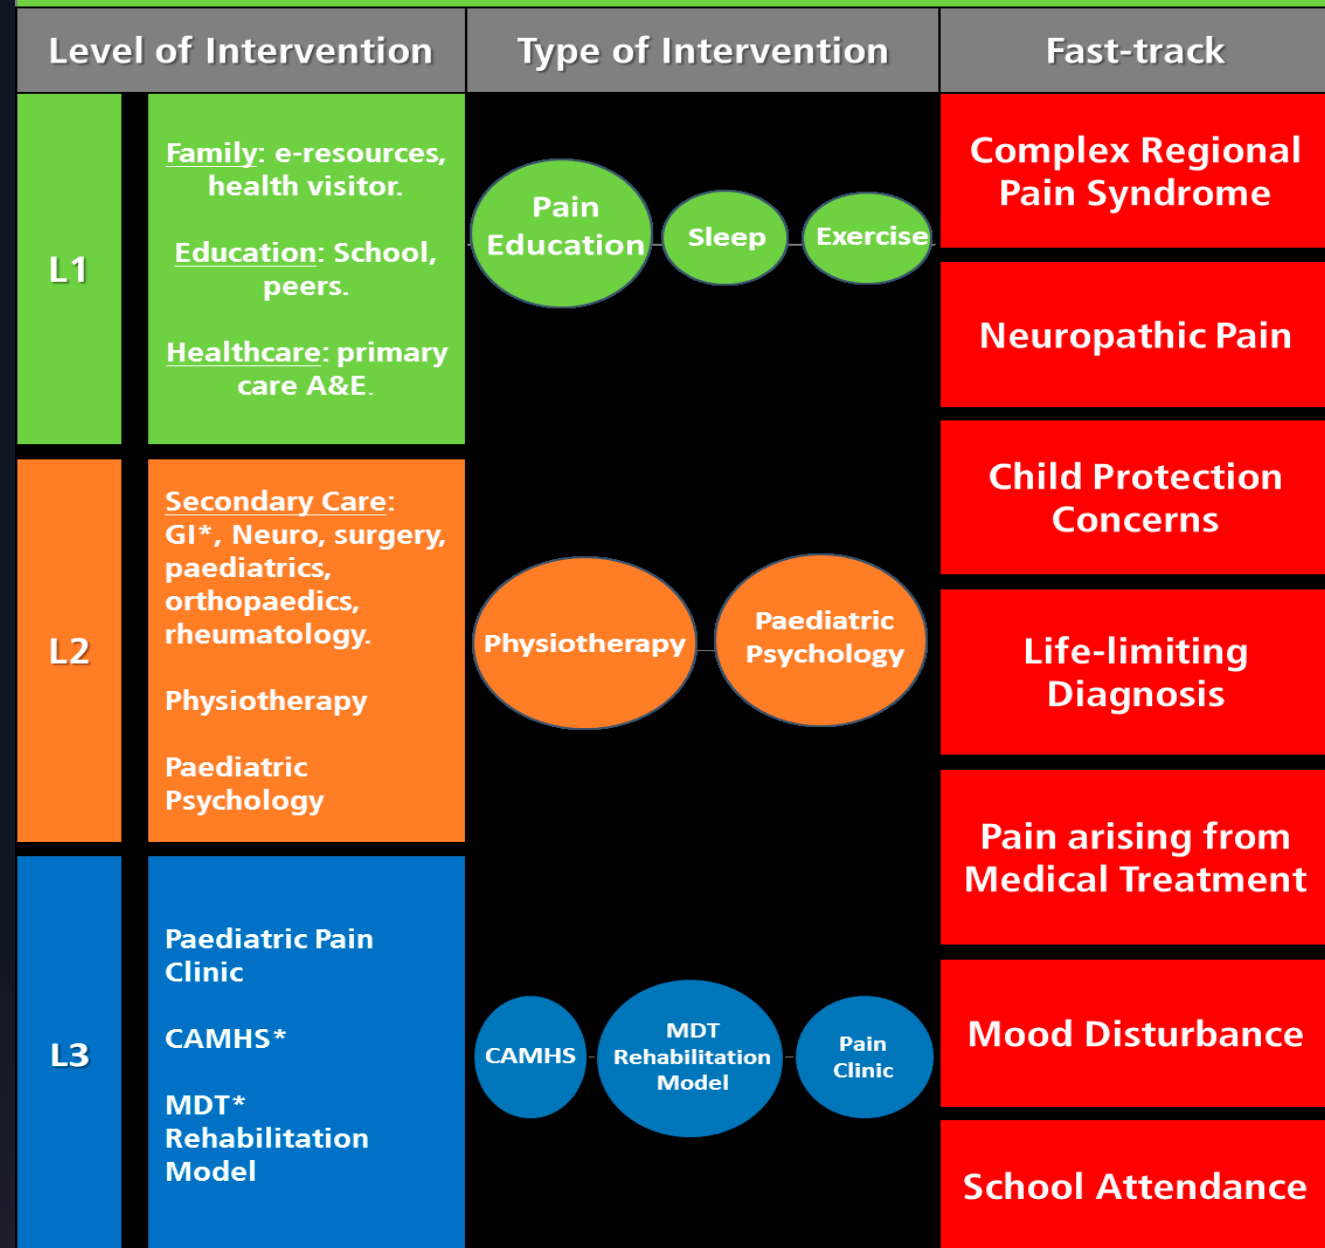 Level of Intervention
Type of Intervention
Fast-track
L1
Family: e-resources,
health visitor.
Education: School,
peers.
Healthcare: primary
care A&E.
Pain
Education
Sleep
Exercise
L2
Secondary Care:
GI*, Neuro, surgery,
paediatrics,
orthopaedics,
rheumatology.
Physiotherapy
Paediatric
Psychology
Physiotherapy
Paediatric
Psychology
L3
Paediatric Pain
Clinic
CAMHS*
MDT*
Rehabilitation
Model
CAMHS
MDT
Rehabilitation
Model
Pain
Clinic
Complex Regional
Pain Syndrome
Neuropathic Pain
Child Protection
Concerns
Life-limiting
Diagnosis
Pain arising from
Medical Treatment
Mood Disturbance
School Attendance